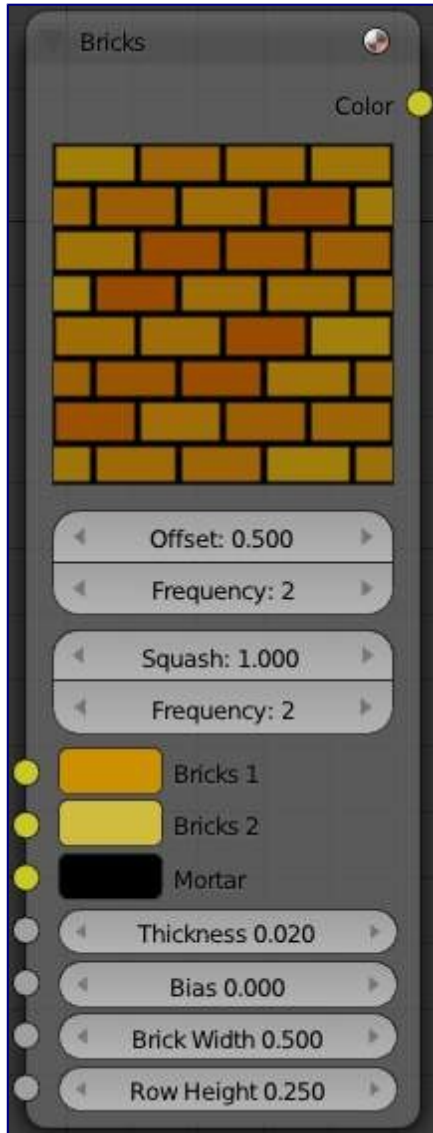 Bricks
Color
Offset: 0.500
Frequency: 2
Squash: 1.000
Frequency: 2
Bricks 1
Bricks 2
Mortar
Thickness 0.020
Bias 0.000
Brick Width 0.500
Row Height 0.250